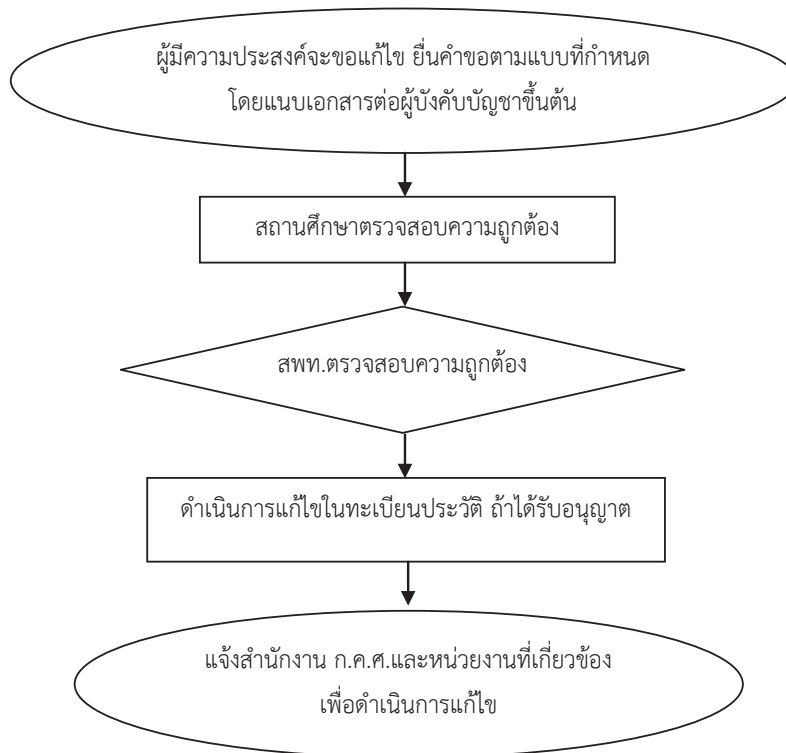 ผู้มีความประสงค์จะขอแก้ไข ยื่นคำขอตามแบบที่กำหนด
โดยแนบเอกสารต่อผู้บังคับบัญชาขึ้นต้น
สถานศึกษาตรวจสอบความถูกต้อง
สพท.ตรวจสอบความถูกต้อง
ดำเนินการแก้ไขในทะเบียนประวัติ ถ้าได้รับอนุญาต
แจ้งสำนักงาน ก.ค.ศ.และหน่วยงานที่เกี่ยวข้อง
เพื่อดำเนินการแก้ไข